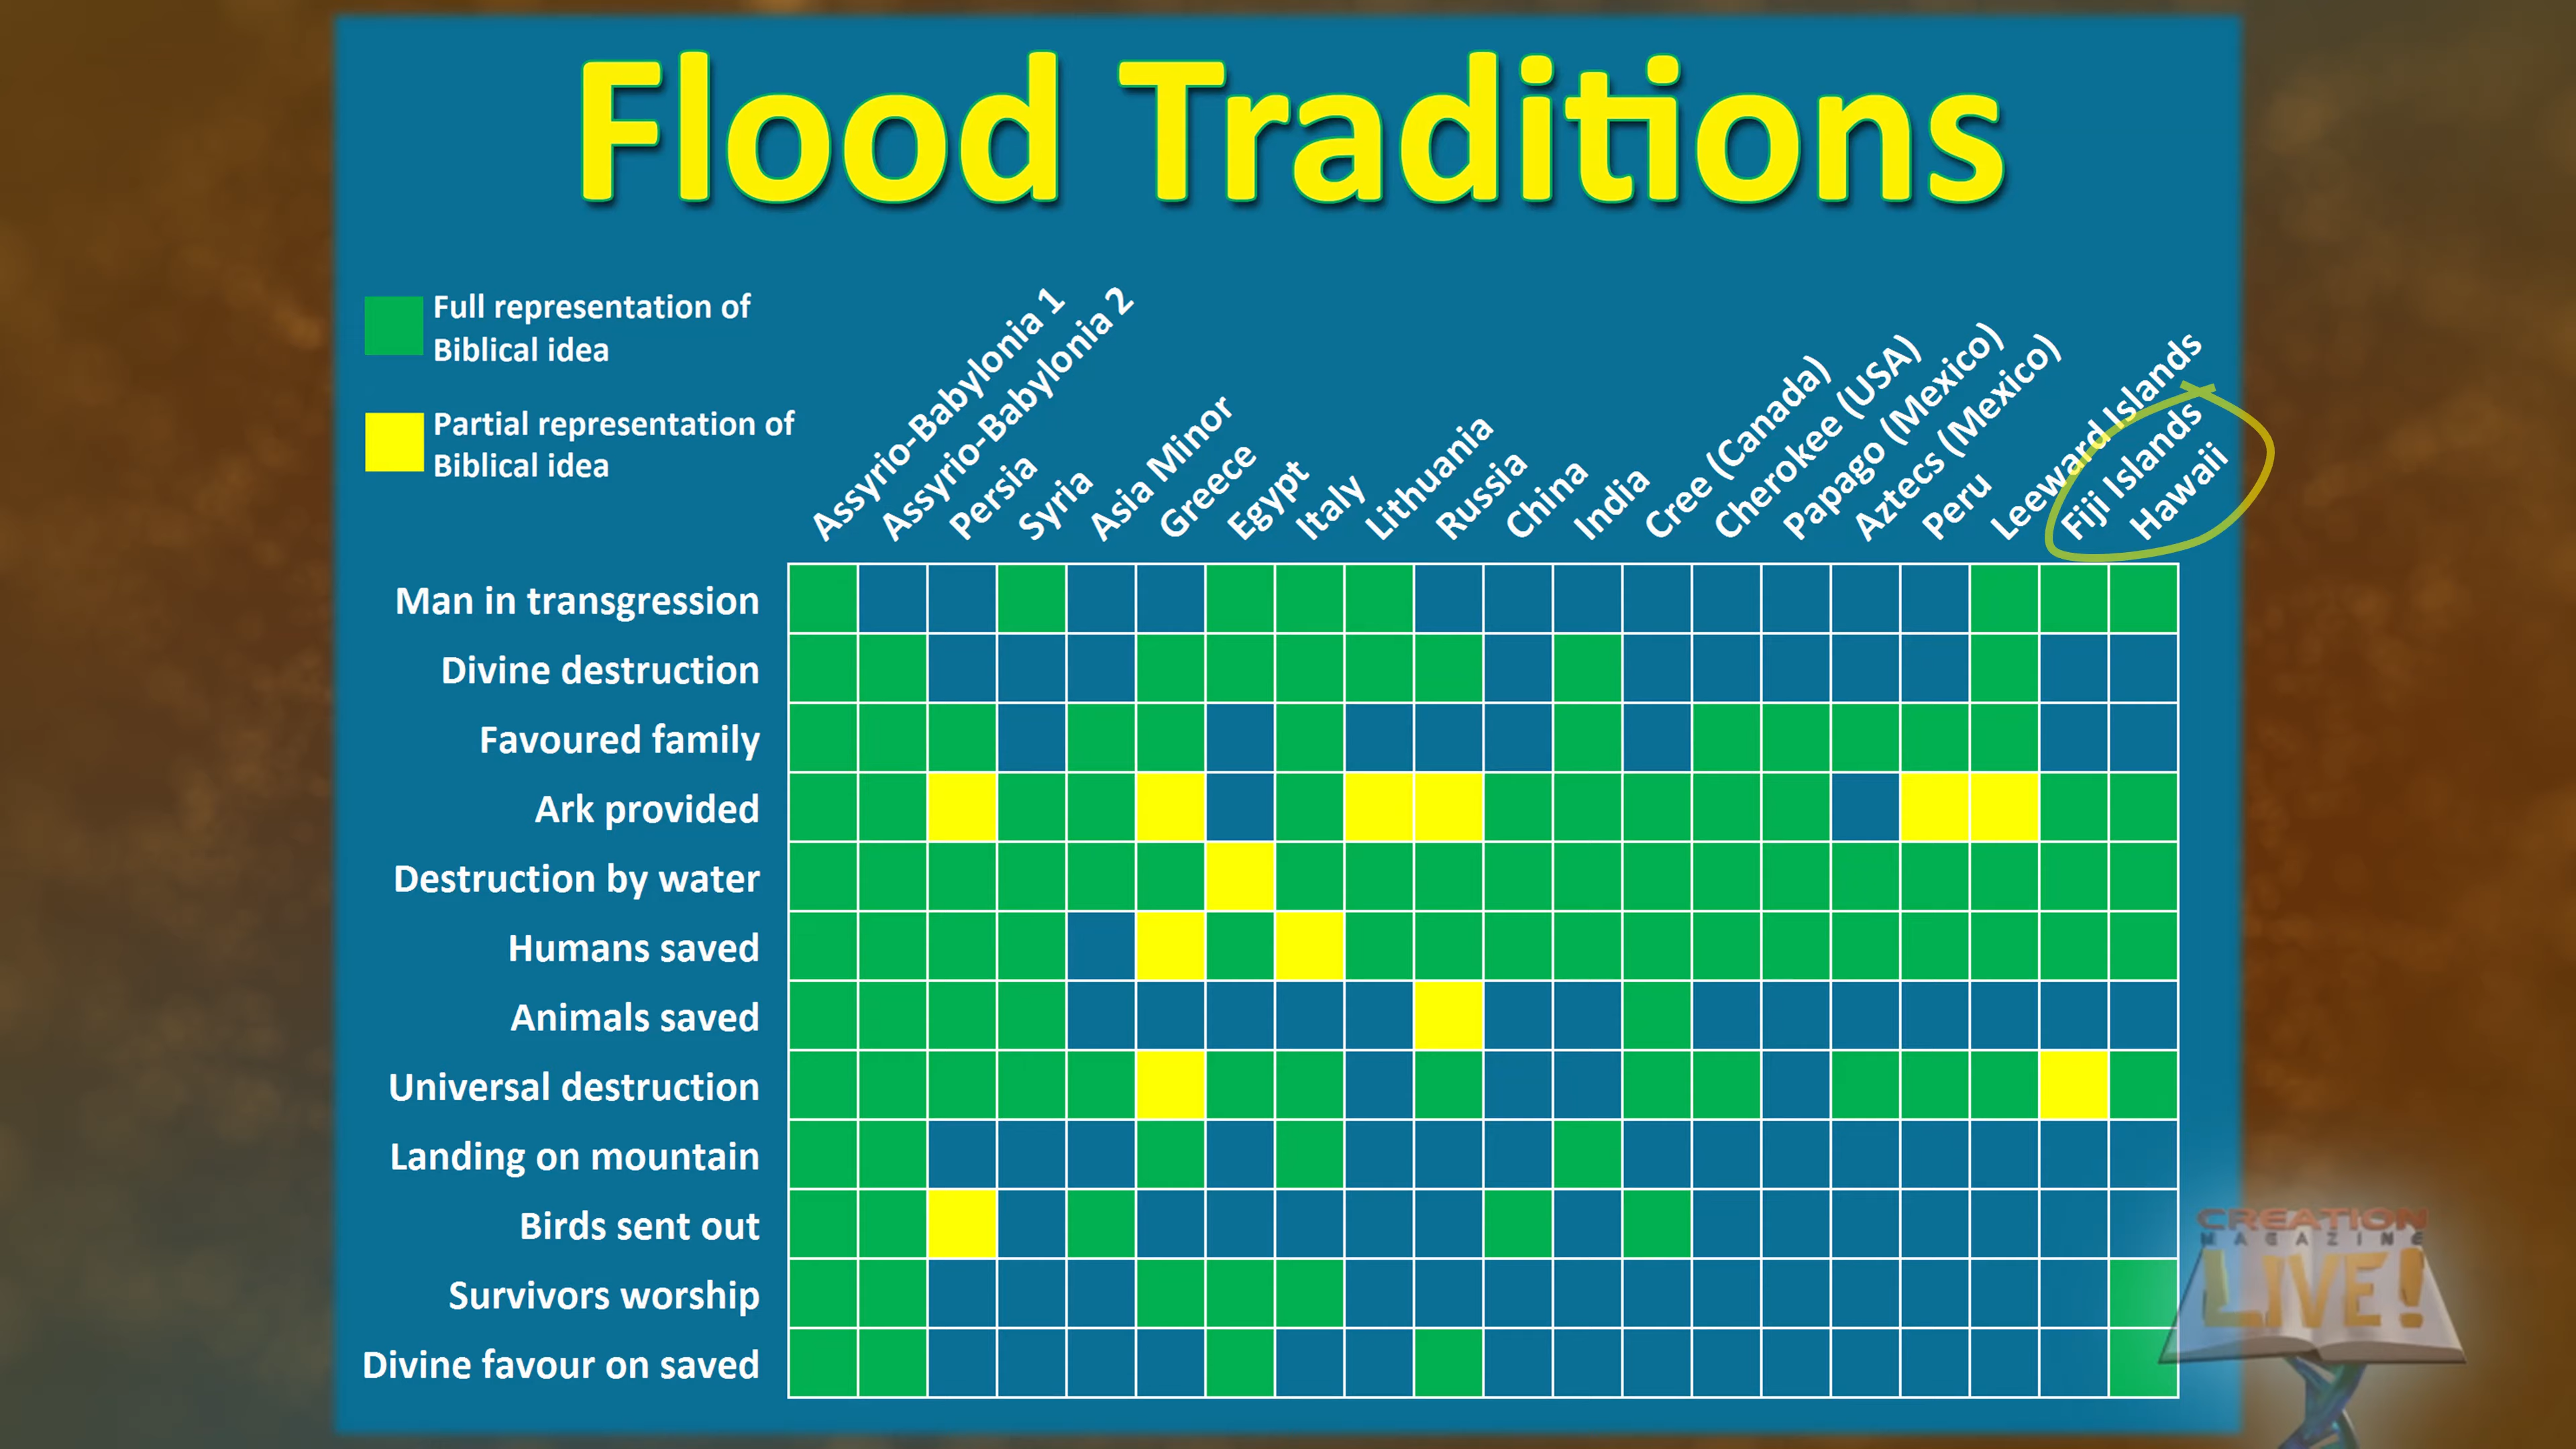 Flood Traditions
Full representation of
Biblical idea
Partial representation of
Biblical idea
Assyrio-Babylonia 1
Assyrio-Babylonia 2
Persia
Syria
Asia Minor
Greece
Egypt
Italy
Lithuania
Russia
China
India
Cree (Canada)
Cherokee (USA)
Papago (Mexico)
Aztecs (Mexico)
Peru
Leeward Islands
Fiji Islands
Hawaii
Man in transgression
Divine destruction
Favoured family
Ark provided
Destruction by water
Humans saved
Animals saved
Universal destruction
Landing on mountain
Birds sent out
Survivors worship
Divine favour on saved
CREATION
MAGAZINE
LIVE!